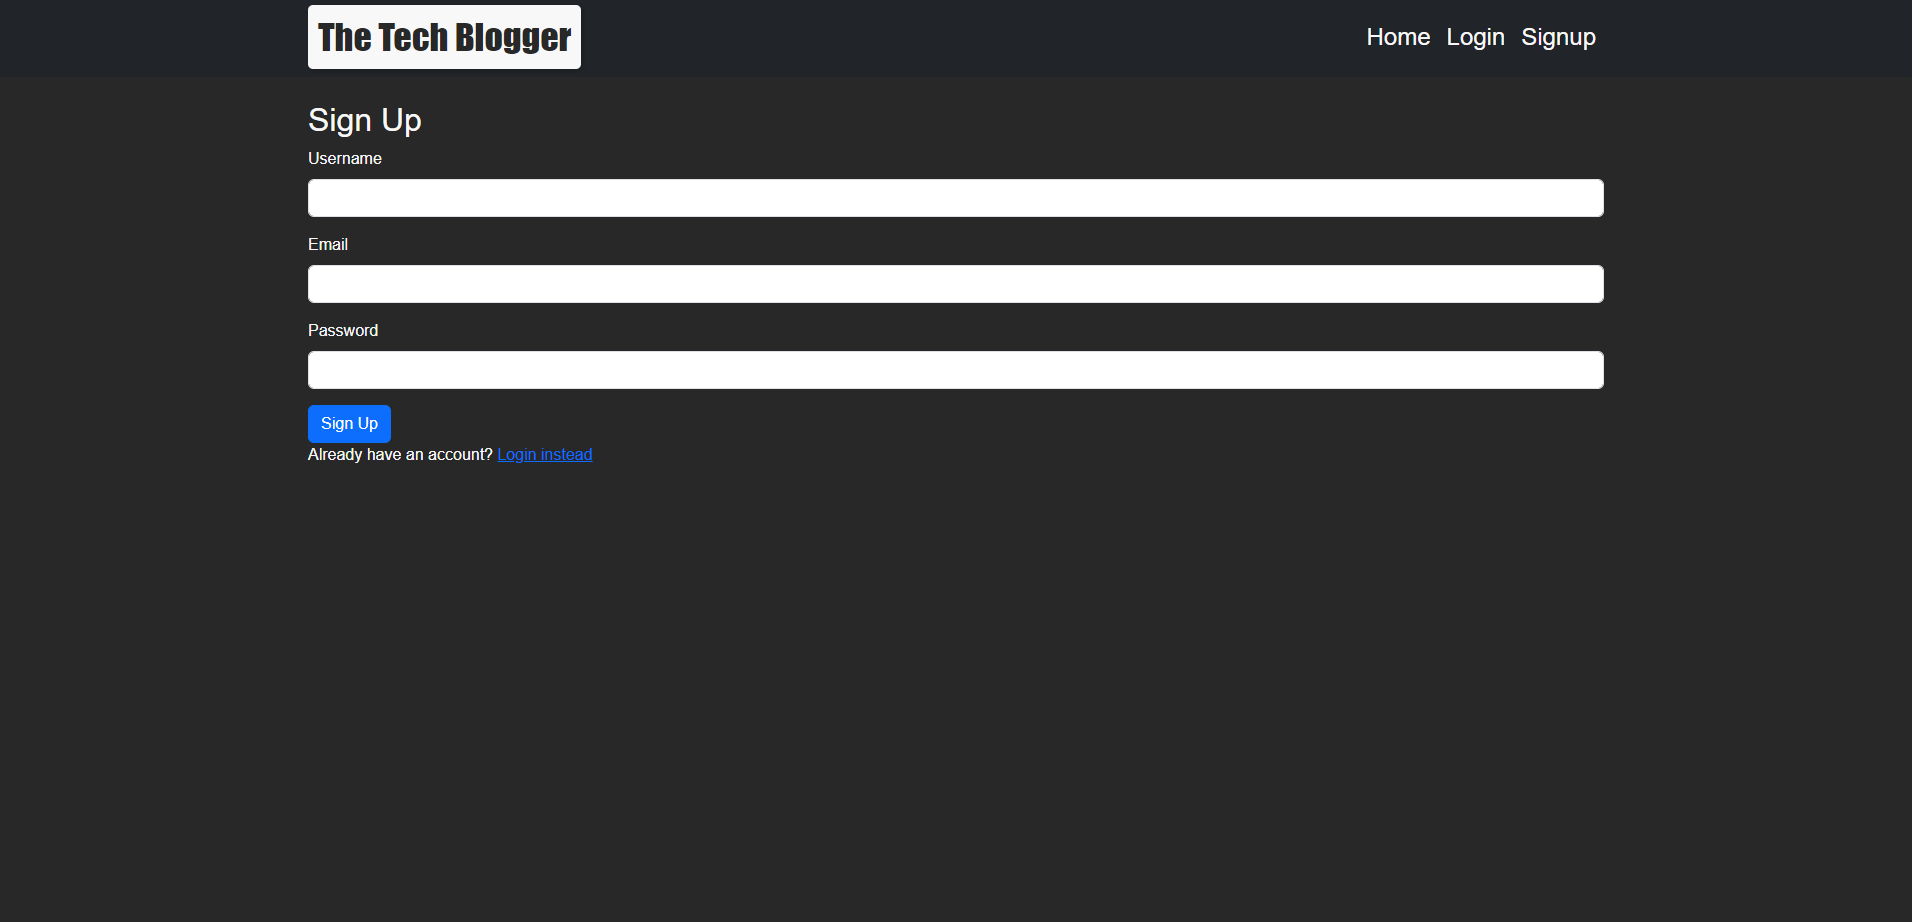 The Tech Blogger
Home Login Signup
Sign Up
Username
Email
Password
Sign Up
Already have an account? Login instead